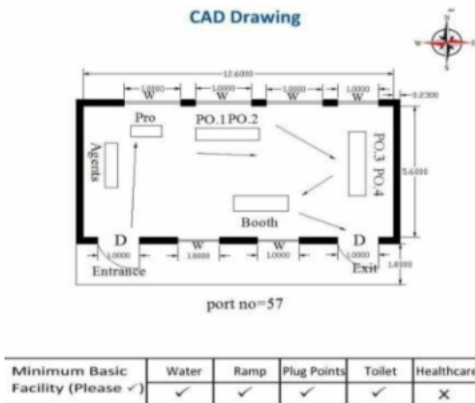 CAD Drawing
N
W
S
12.6000
1.0000 1.0000 1.0000 1.0000 0.2300
W W W W
Pro PO.1 PO.2
Agents
PO.3
PO.4
5.6000
Booth
D W W D
1.0000 1.0000 1.0000 1.0000
Entrance Exit
port no=57
Minimum Basic Facility (Please ✓) Water Ramp Plug Points Toilet Healthcare
✓ ✓ ✓ ✓ X